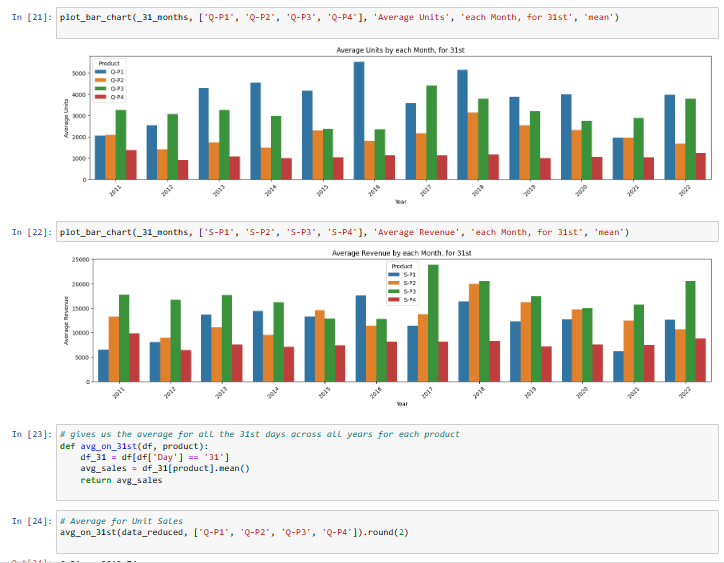 In [21]: plot_bar_chart(_31_months, ['Q-P1', 'Q-P2', 'Q-P3', 'Q-P4'], 'Average Units', 'each Month, for 31st', 'mean')
Average Units by each Month, for 31st
Product
Q-P1
Q-P2
Q-P3
Q-P4
Average Units
5000
4000
3000
2000
1000
0
2011 2012 2013 2014 2015 2016 2017 2018 2019 2020 2021 2022
Year
In [22]: plot_bar_chart(_31_months, ['S-P1', 'S-P2', 'S-P3', 'S-P4'], 'Average Revenue', 'each Month, for 31st', 'mean')
Average Revenue by each Month, for 31st
Product
S-P1
S-P2
S-P3
S-P4
Average Revenue
25000
20000
15000
10000
5000
0
2011 2012 2013 2014 2015 2016 2017 2018 2019 2020 2021 2022
Year
In [23]: # gives us the average for all the 31st days across all years for each product
def avg_on_31st(df, product):
    df_31 = df[df['Day'] == '31']
    avg_sales = df_31[product].mean()
    return avg_sales
In [24]: # Average for Unit Sales
avg_on_31st(data_reduced, ['Q-P1', 'Q-P2', 'Q-P3', 'Q-P4']).round(2)